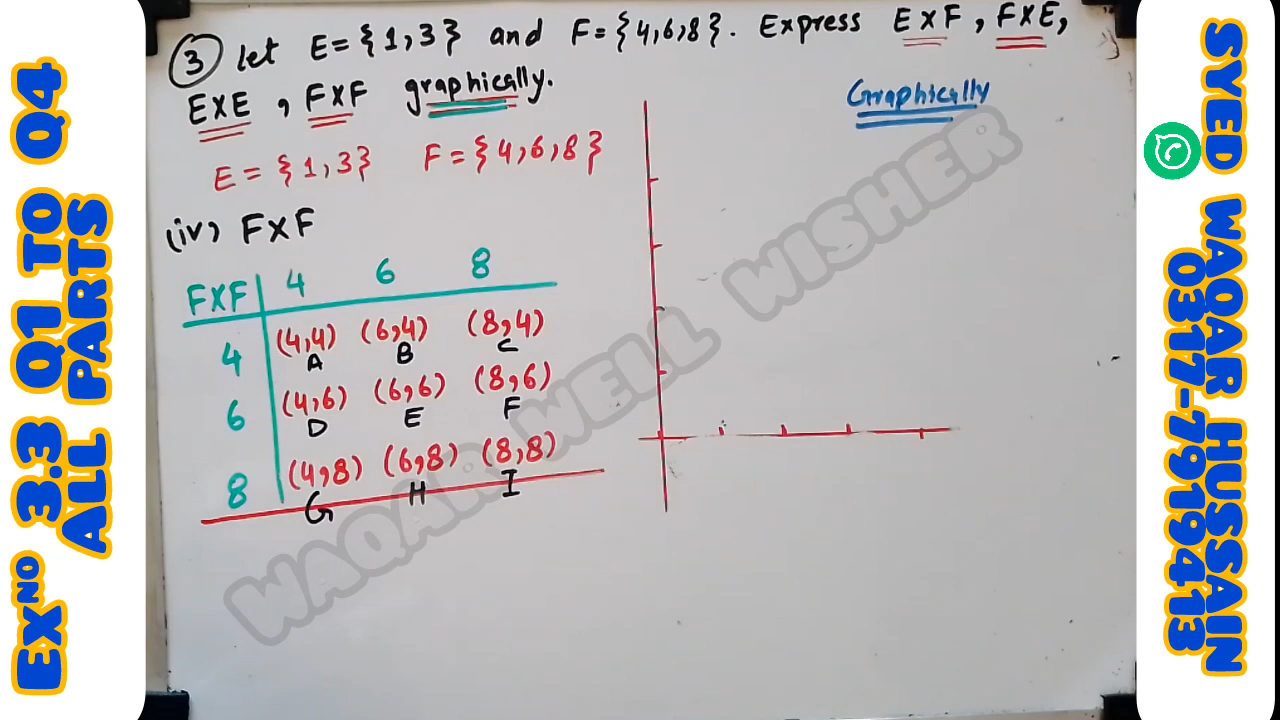 ③ let E={1,3} and F={4,6,8}. Express E×F, F×E,
E×E, F×F graphically.
Graphically
E={1,3} F={4,6,8}
(iv) F×F
F×F 4 6 8
4 (4,4) (6,4) (8,4)
A B C
6 (4,6) (6,6) (8,6)
D E F
8 (4,8) (6,8) (8,8)
G H I
EXᴺᴼ 3.3 Q1 TO Q4
ALL PARTS
SYED WAQAR HUSSAIN
0317-7919413
WAQAR WELL WISHER